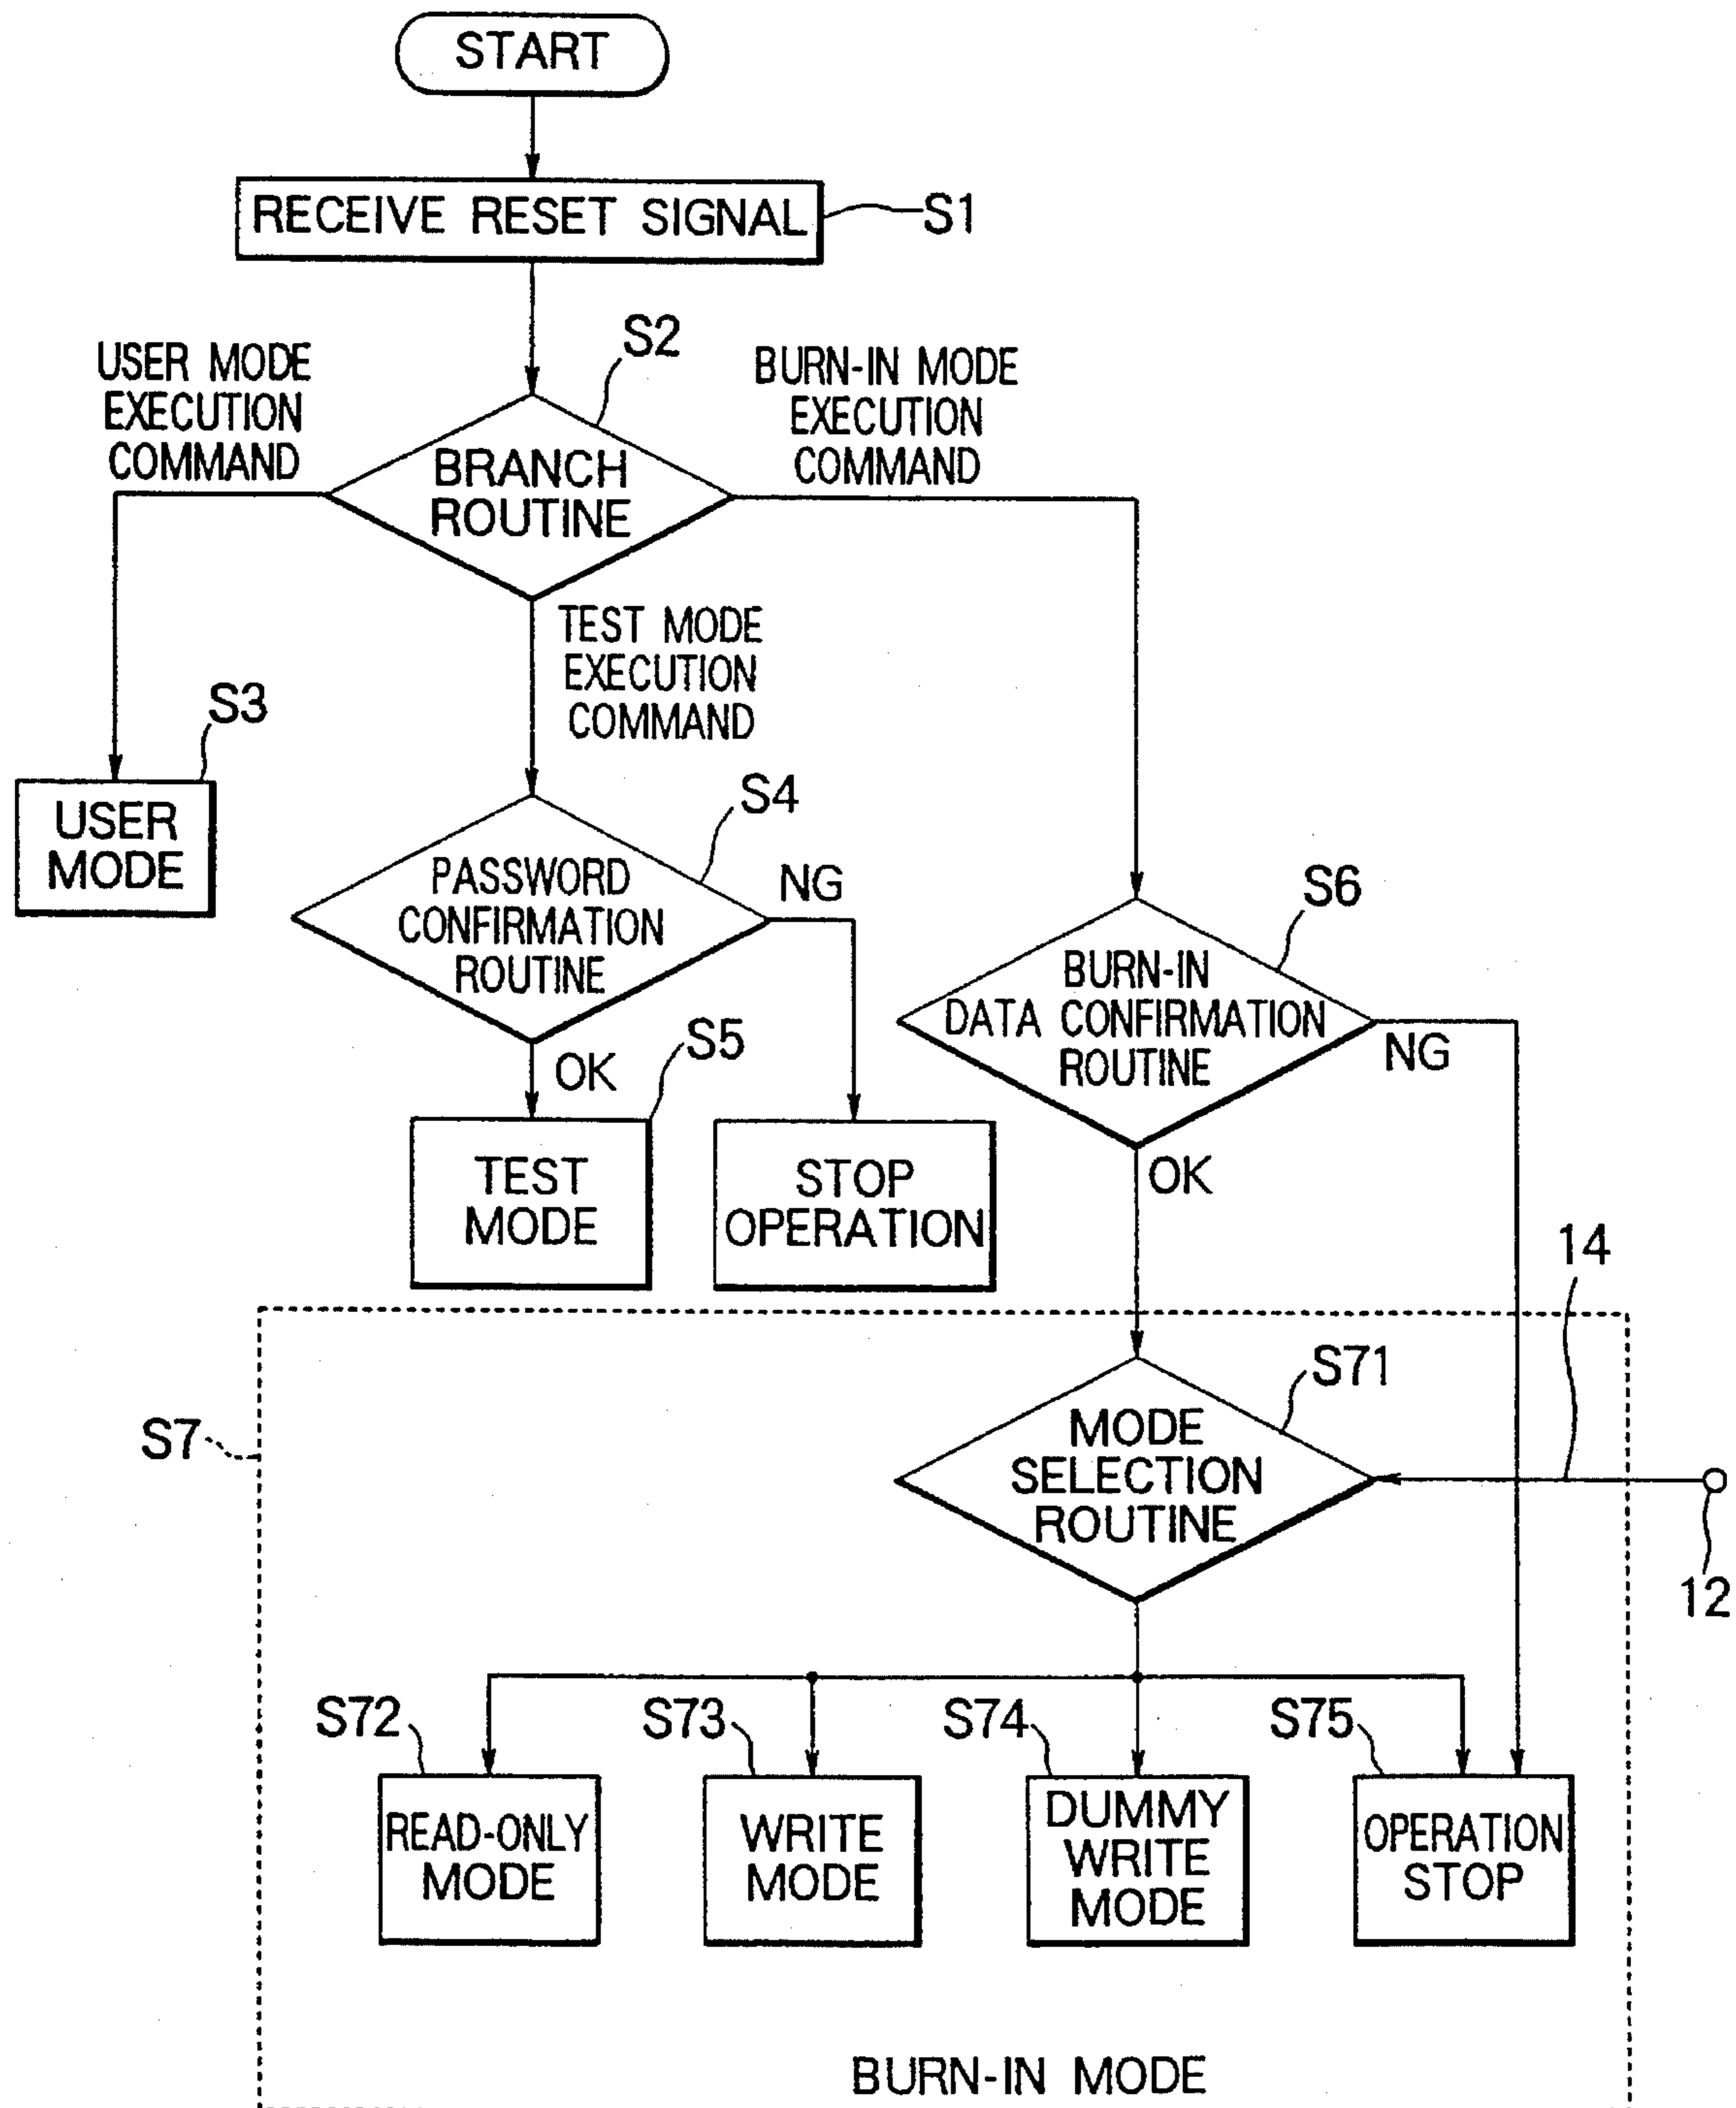 START
RECEIVE RESET SIGNAL
S1
S2
USER MODE
EXECUTION
COMMAND
BURN-IN MODE
EXECUTION
COMMAND
BRANCH
ROUTINE
TEST MODE
EXECUTION
COMMAND
S3
USER
MODE
S4
PASSWORD
CONFIRMATION
ROUTINE
NG
S6
BURN-IN
DATA CONFIRMATION
ROUTINE
NG
OK
S5
TEST
MODE
STOP
OPERATION
OK
14
S7
S71
MODE
SELECTION
ROUTINE
12
S72
S73
S74
S75
READ-ONLY
MODE
WRITE
MODE
DUMMY
WRITE
MODE
OPERATION
STOP
BURN-IN MODE